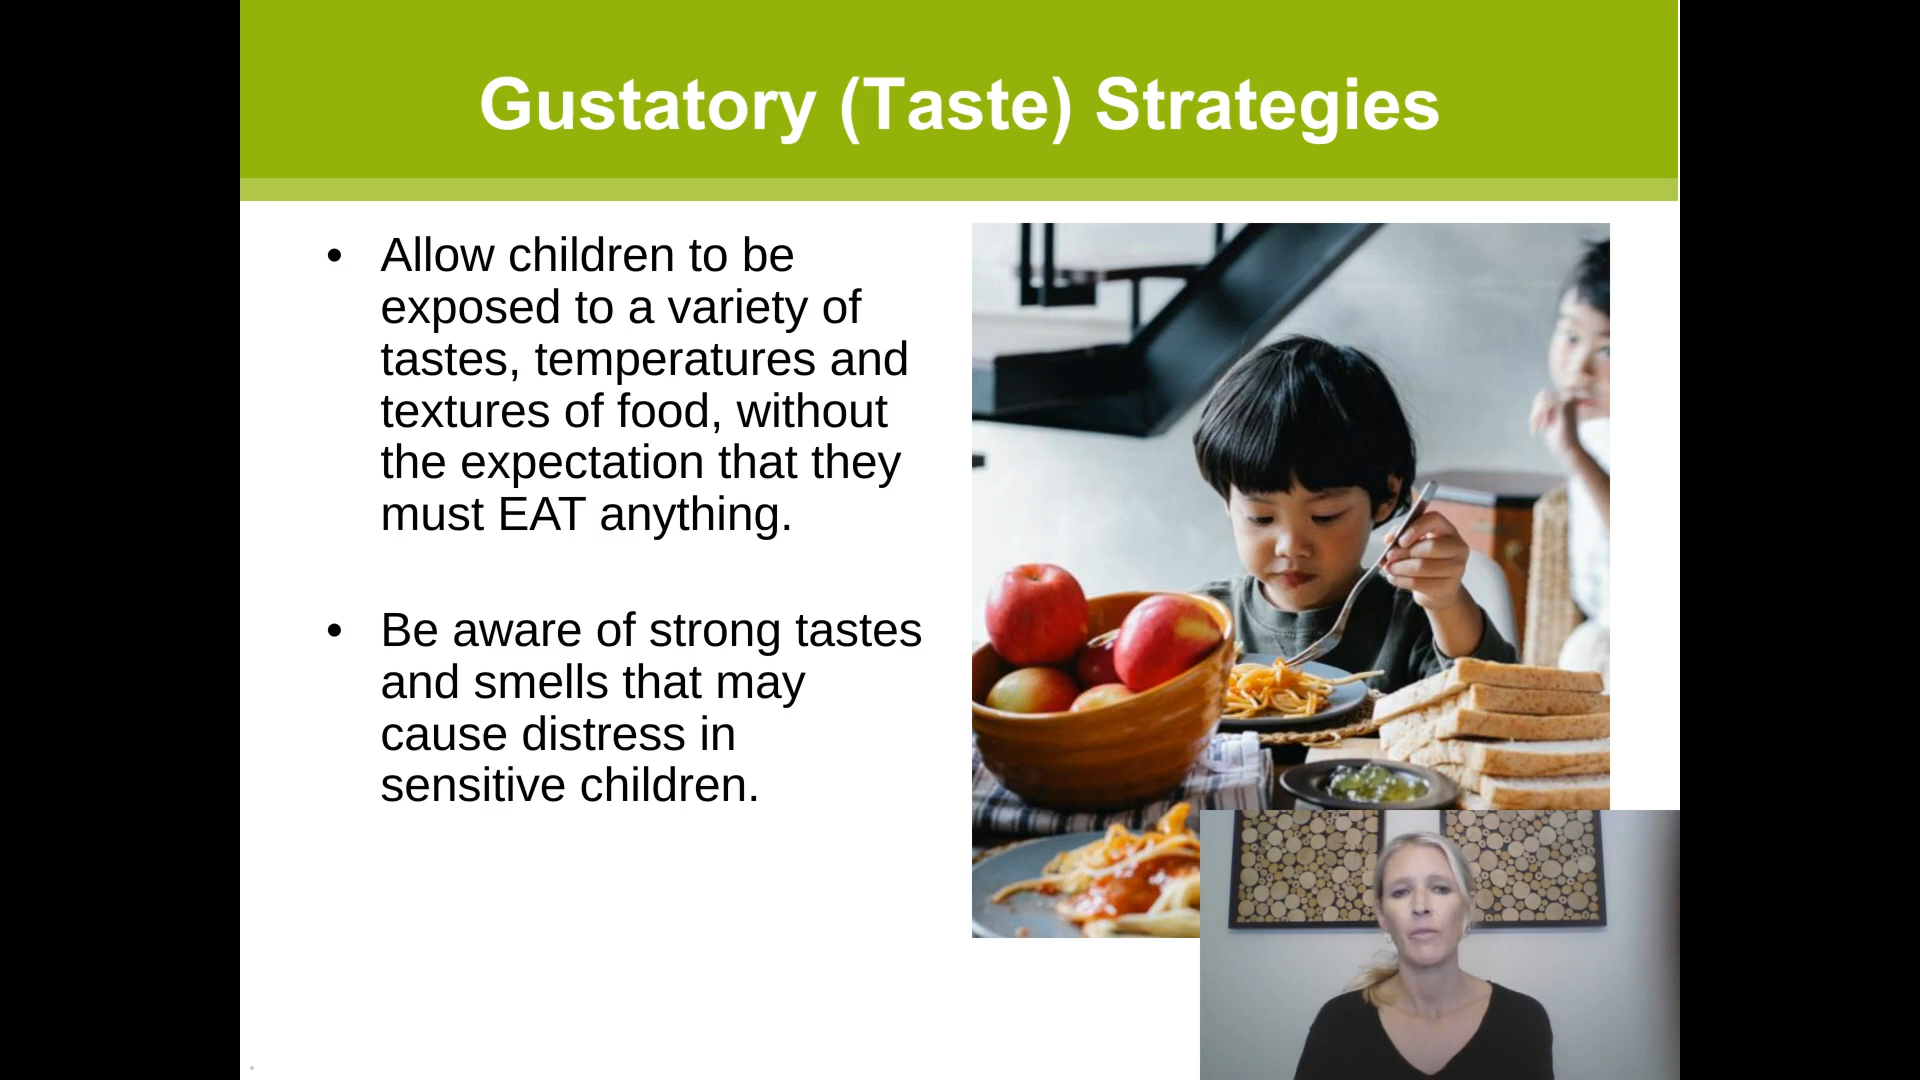 Gustatory (Taste) Strategies
• Allow children to be
exposed to a variety of
tastes, temperatures and
textures of food, without
the expectation that they
must EAT anything.
• Be aware of strong tastes
and smells that may
cause distress in
sensitive children.